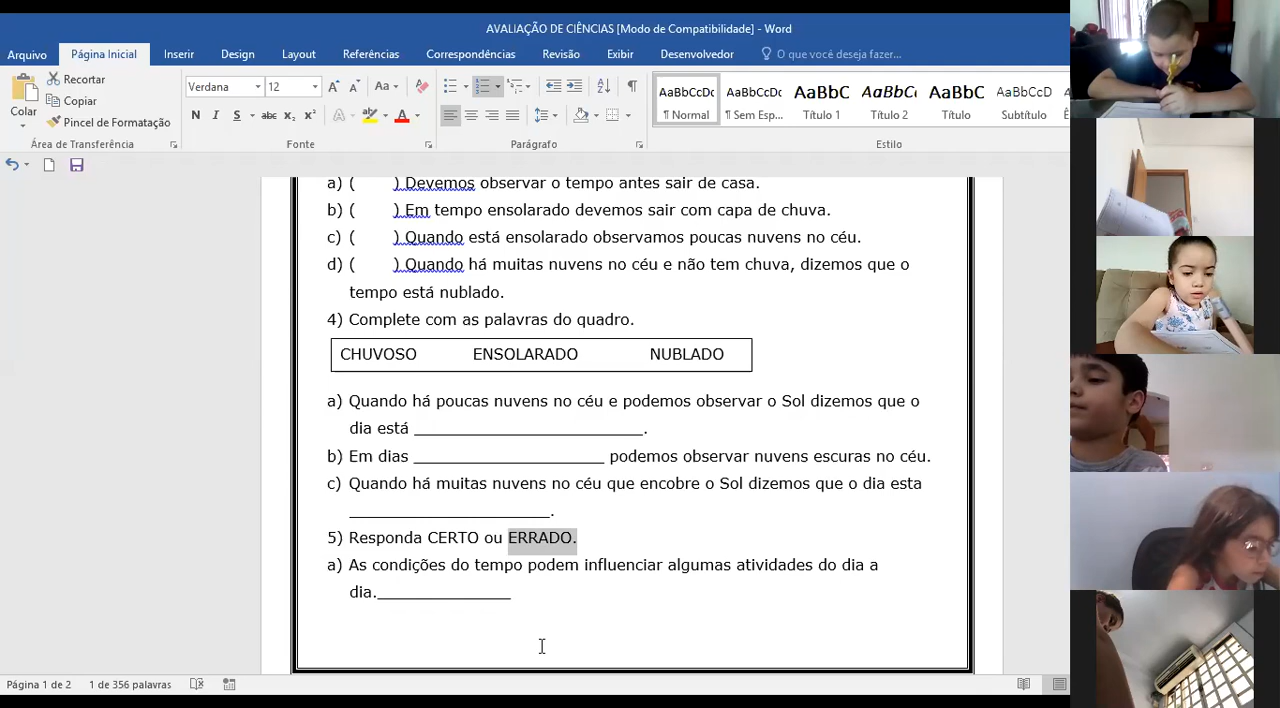 AVALIAÇÃO DE CIÊNCIAS [Modo de Compatibilidade] - Word
Arquivo Página Inicial Inserir Design Layout Referências Correspondências Revisão Exibir Desenvolvedor O que você deseja fazer...
Recortar
Copiar
Pincel de Formatação
Colar
Verdana 12
N I S abc x₂ x² A A
Aa
AaBbCcDc AaBbCcDc AaBbC AaBbCc AaBbC AaBbCcD
¶ Normal ¶ Sem Esp... Título 1 Título 2 Título Subtítulo
Área de Transferência Fonte Parágrafo Estilo
a) ( ) Devemos observar o tempo antes sair de casa.
b) ( ) Em tempo ensolarado devemos sair com capa de chuva.
c) ( ) Quando está ensolarado observamos poucas nuvens no céu.
d) ( ) Quando há muitas nuvens no céu e não tem chuva, dizemos que o
tempo está nublado.
4) Complete com as palavras do quadro.
CHUVOSO ENSOLARADO NUBLADO
a) Quando há poucas nuvens no céu e podemos observar o Sol dizemos que o
dia está __________________________.
b) Em dias ______________________ podemos observar nuvens escuras no céu.
c) Quando há muitas nuvens no céu que encobre o Sol dizemos que o dia esta
_______________________.
5) Responda CERTO ou ERRADO.
a) As condições do tempo podem influenciar algumas atividades do dia a
dia._______________
Página 1 de 2 1 de 356 palavras